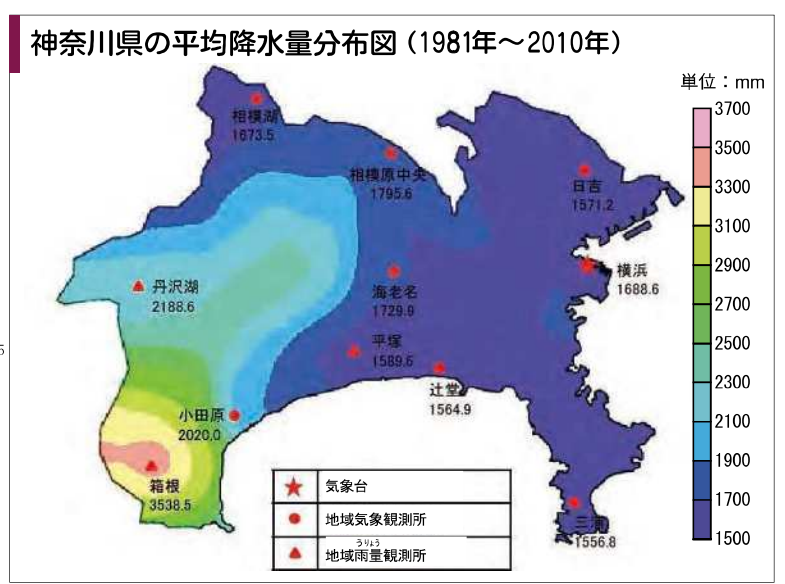 神奈川県の平均降水量分布図（1981年～2010年）
単位：mm
3700
3500
3300
3100
2900
2700
2500
2300
2100
1900
1700
1500
相模湖
1673.5
相模原中央
1795.6
日吉
1571.2
丹沢湖
2188.6
海老名
1729.9
横浜
1688.6
平塚
1589.6
辻堂
1564.9
小田原
2020.0
箱根
3538.5
三浦
1556.8
気象台
地域気象観測所
うりょう
地域雨量観測所
5